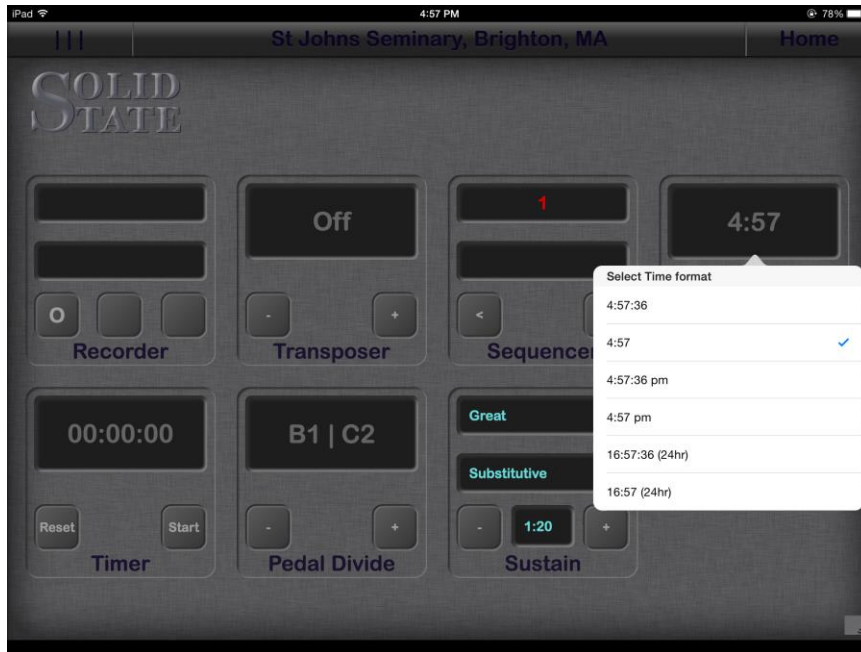 iPad 4:57 PM 78%
| | | St Johns Seminary, Brighton, MA Home
SOLID
STATE
Off
1
4:57
O
- +
<
Recorder
Transposer
Sequencer
Select Time format
4:57:36
4:57
4:57:36 pm
4:57 pm
16:57:36 (24hr)
16:57 (24hr)
00:00:00
B1 | C2
Great
Substitutive
Reset Start
- +
- 1:20 +
Timer
Pedal Divide
Sustain